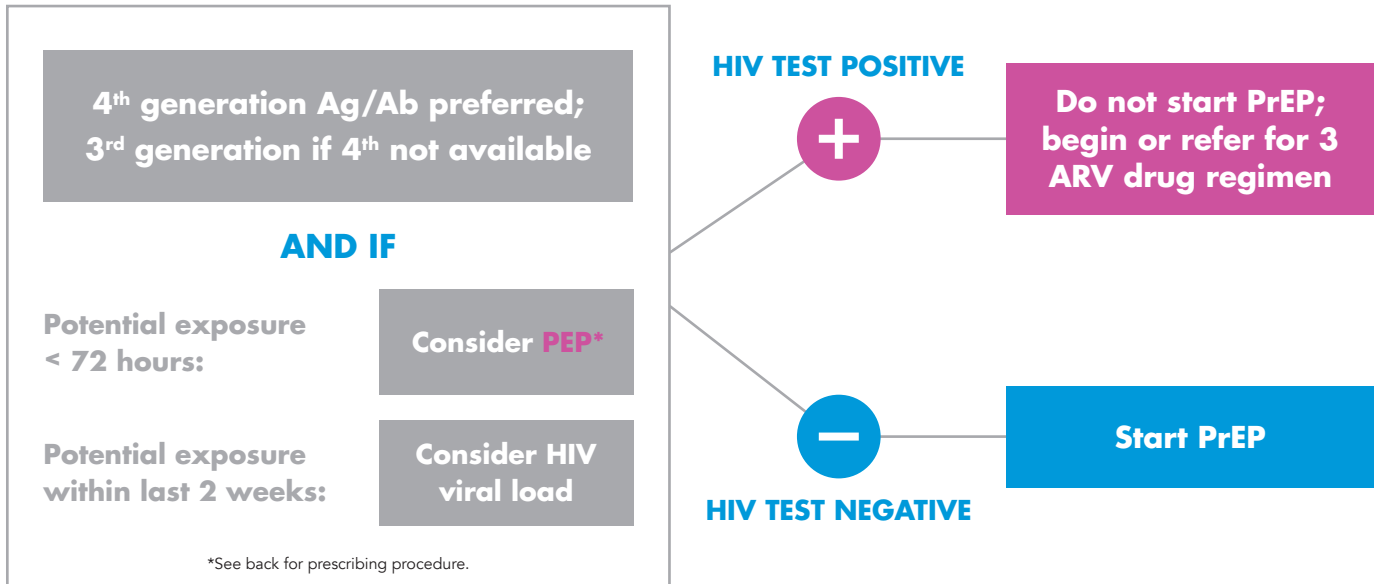 4th generation Ag/Ab preferred;
3rd generation if 4th not available
AND IF
Potential exposure
< 72 hours:
Consider PEP*
Potential exposure
within last 2 weeks:
Consider HIV
viral load
*See back for prescribing procedure.
HIV TEST POSITIVE
+
Do not start PrEP;
begin or refer for 3
ARV drug regimen
−
HIV TEST NEGATIVE
Start PrEP